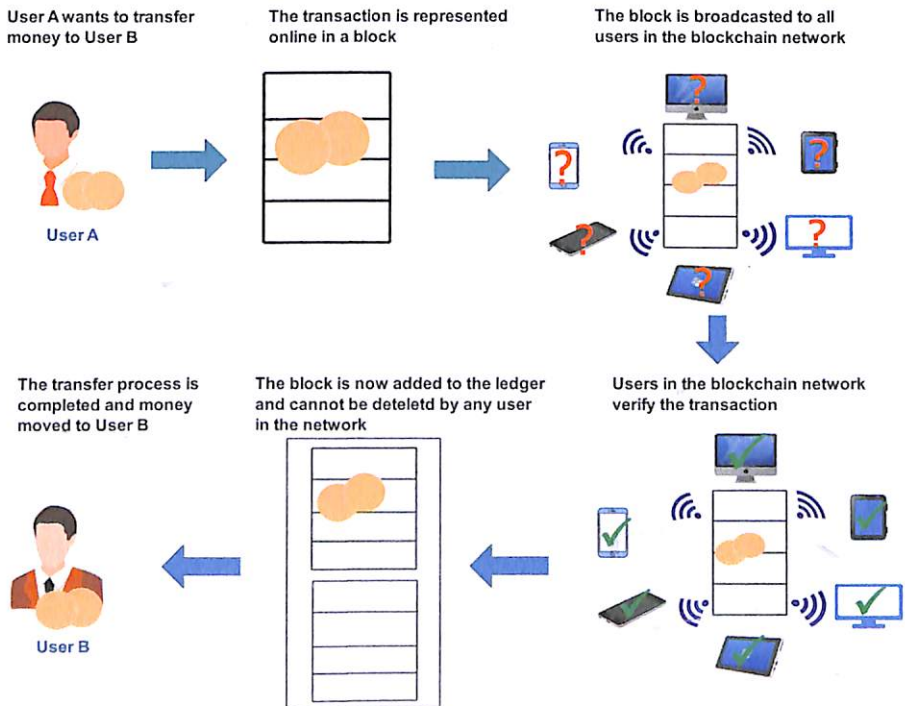 User A wants to transfer
money to User B
User A
The transaction is represented
online in a block
The block is broadcasted to all
users in the blockchain network
?
?
?
?
?
?
Users in the blockchain network
verify the transaction
The block is now added to the ledger
and cannot be deteletd by any user
in the network
The transfer process is
completed and money
moved to User B
User B